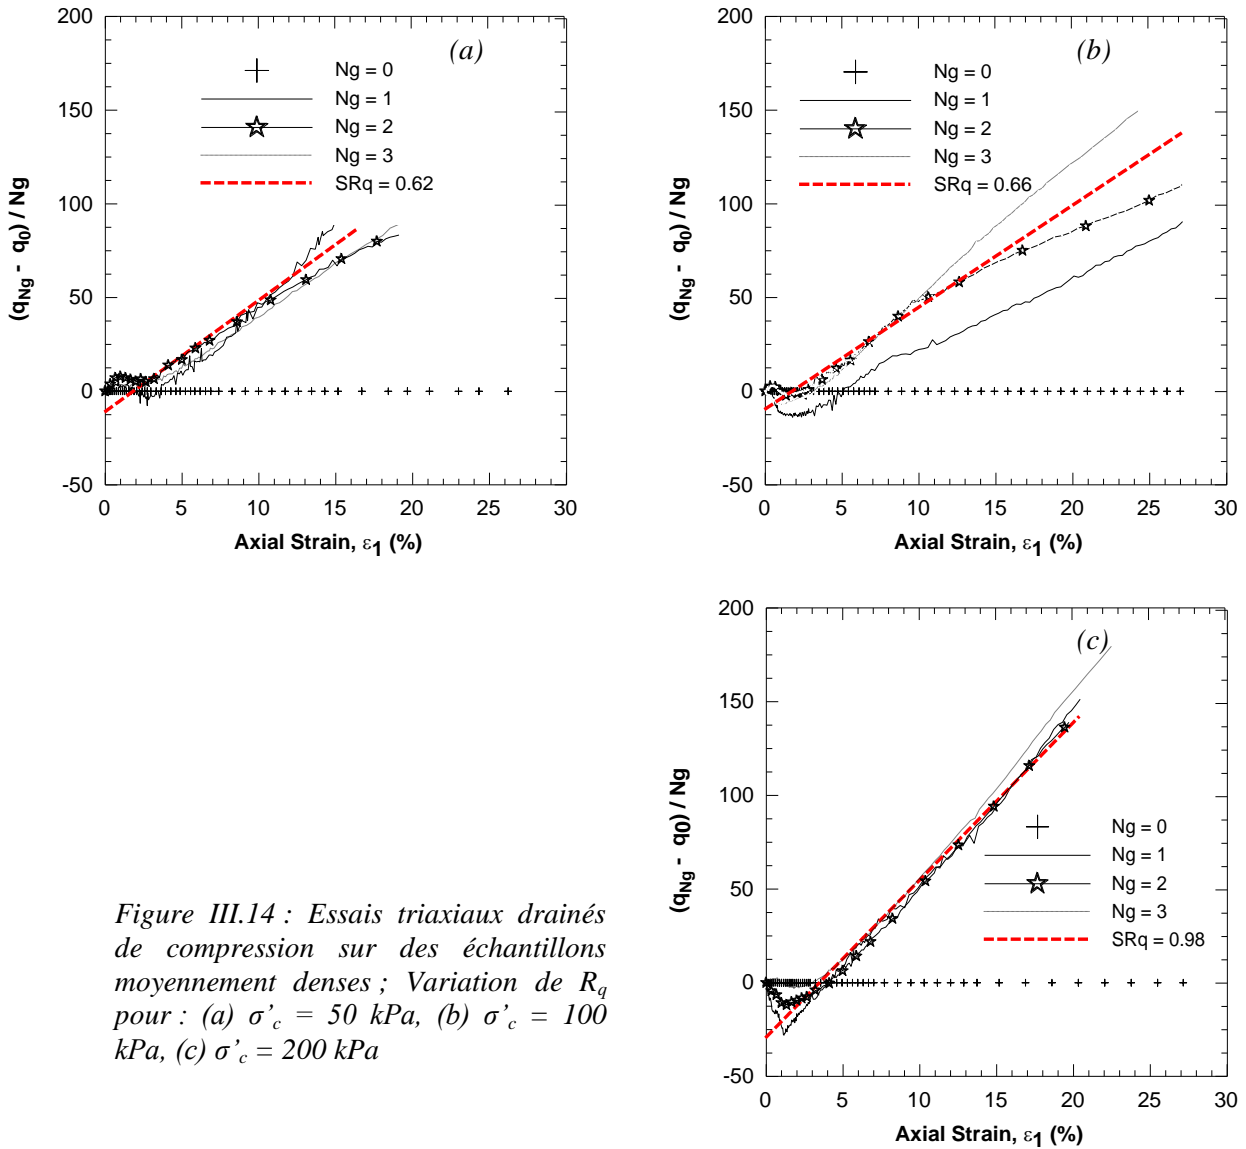 200
150
100
50
0
-50
(qNg - q0) / Ng
(a)
Ng = 0
Ng = 1
Ng = 2
Ng = 3
SRq = 0.62
0 5 10 15 20 25 30
Axial Strain, ε1 (%)
200
150
100
50
0
-50
(qNg - q0) / Ng
(b)
Ng = 0
Ng = 1
Ng = 2
Ng = 3
SRq = 0.66
0 5 10 15 20 25 30
Axial Strain, ε1 (%)
200
150
100
50
0
-50
(qNg - q0) / Ng
(c)
Ng = 0
Ng = 1
Ng = 2
Ng = 3
SRq = 0.98
0 5 10 15 20 25 30
Axial Strain, ε1 (%)
Figure III.14 : Essais triaxiaux drainés
de compression sur des échantillons
moyennement denses ; Variation de Rq
pour : (a) σ’c = 50 kPa, (b) σ’c = 100
kPa, (c) σ’c = 200 kPa